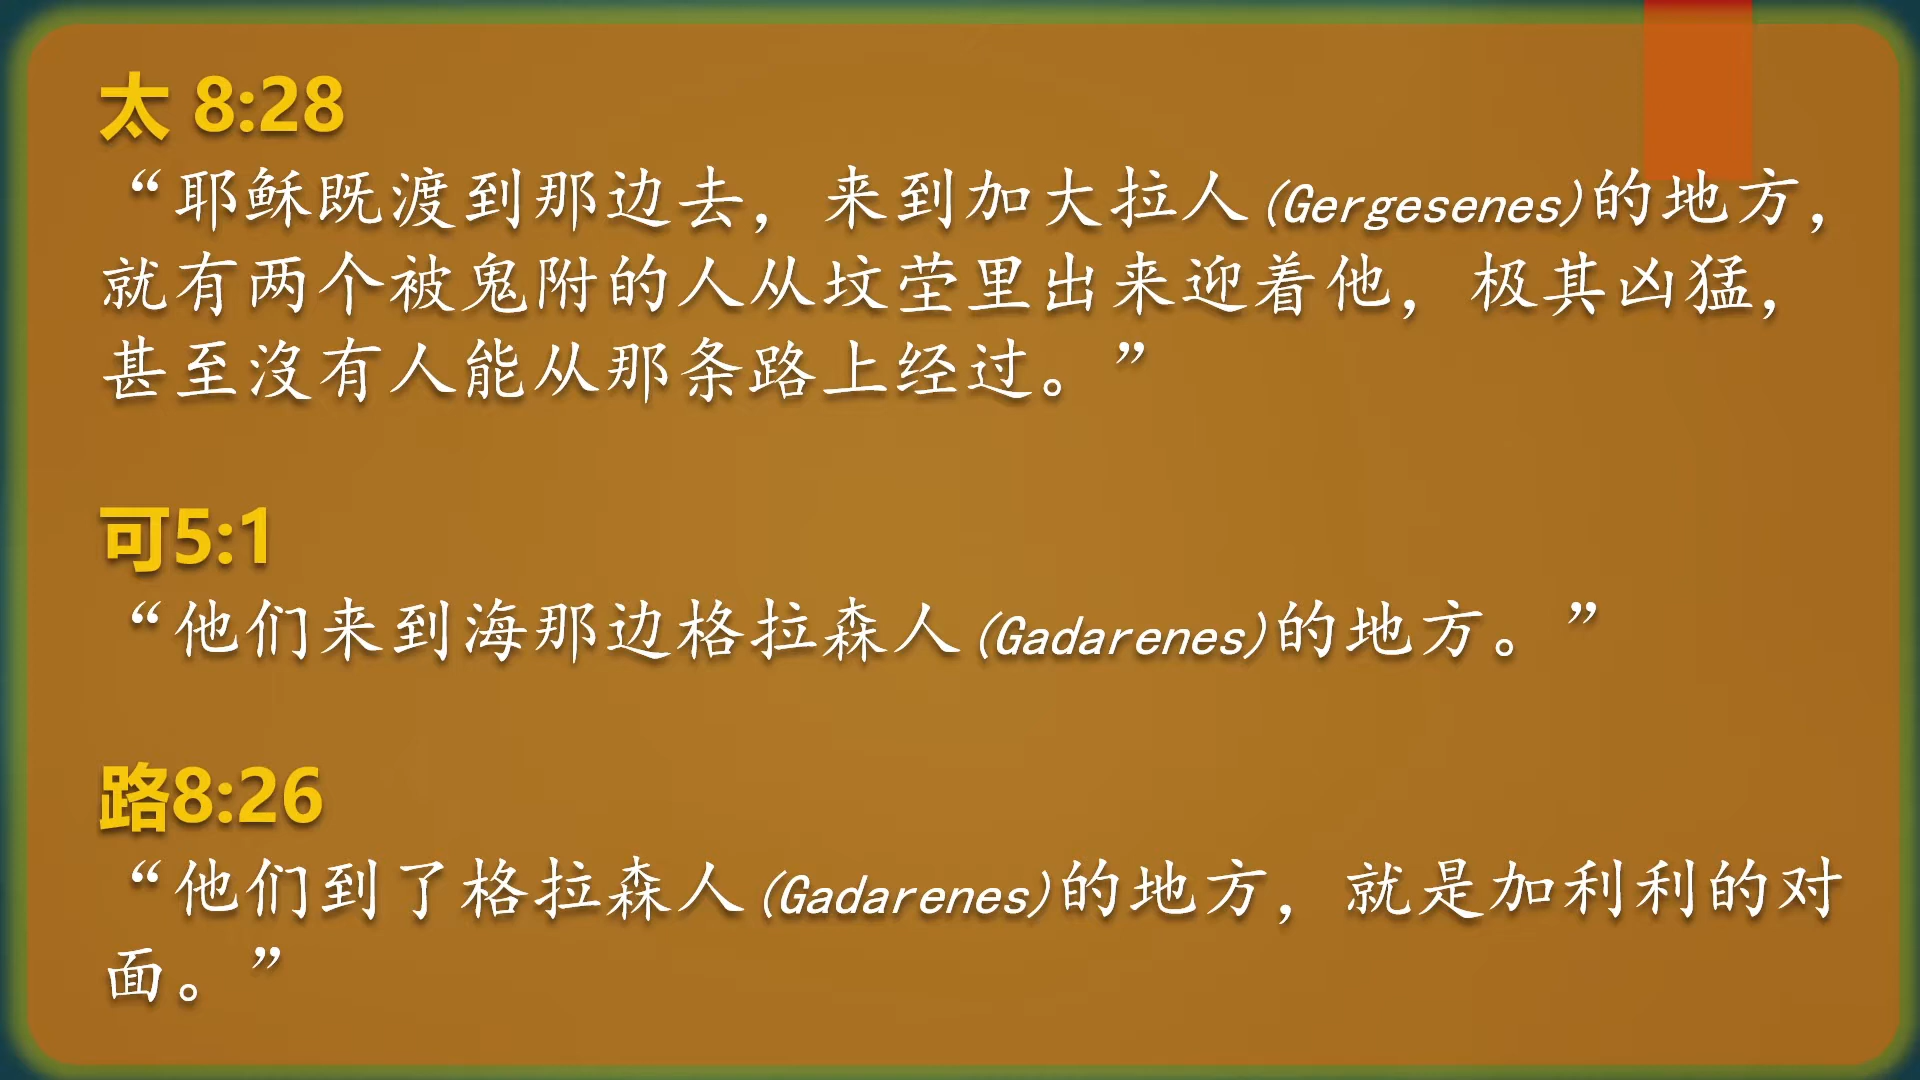 太 8:28
“耶稣既渡到那边去，来到加大拉人(Gergesenes)的地方，
就有两个被鬼附的人从坟茔里出来迎着他，极其凶猛，
甚至沒有人能从那条路上经过。”
可5:1
“他们来到海那边格拉森人(Gadarenes)的地方。”
路8:26
“他们到了格拉森人(Gadarenes)的地方，就是加利利的对
面。”